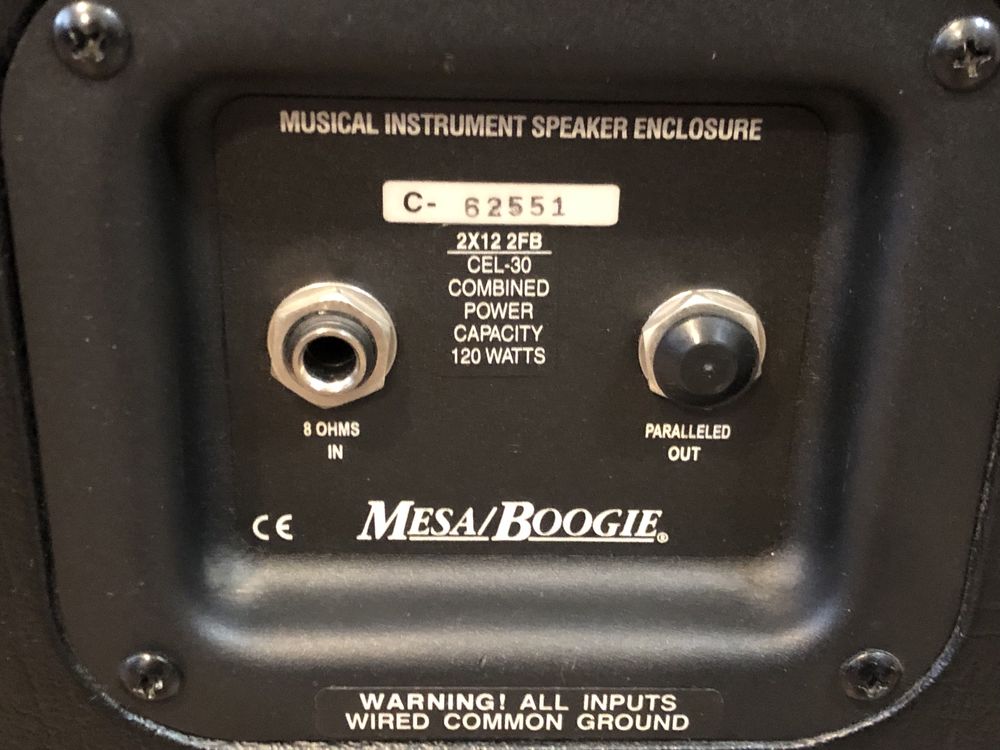 MUSICAL INSTRUMENT SPEAKER ENCLOSURE
C- 62551
2X12 2FB
CEL-30
COMBINED
POWER
CAPACITY
120 WATTS
8 OHMS
IN
PARALLELED
OUT
CE
MESA/BOOGIE®
WARNING! ALL INPUTS
WIRED COMMON GROUND